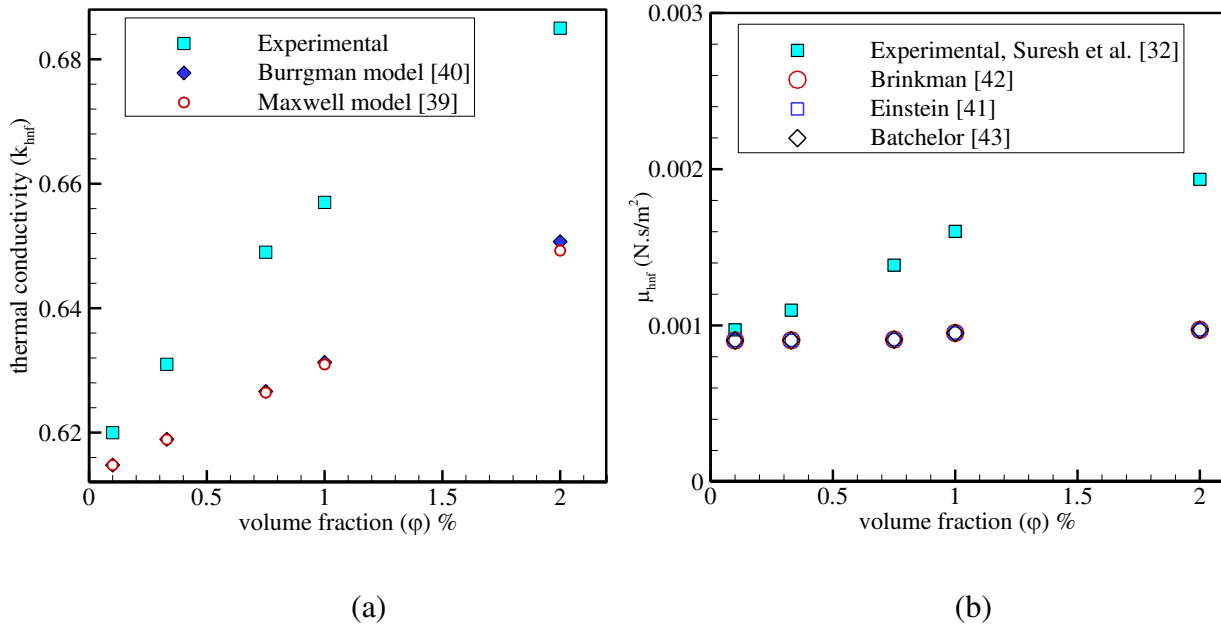 Experimental
Burrgman model [40]
Maxwell model [39]
thermal conductivity (k_hnf)
0.68
0.66
0.64
0.62
0
0.5
1
1.5
2
volume fraction (φ) %
(a)
Experimental, Suresh et al. [32]
Brinkman [42]
Einstein [41]
Batchelor [43]
μ_hnf (N.s/m²)
0.003
0.002
0.001
0
0
0.5
1
1.5
2
volume fraction (φ) %
(b)